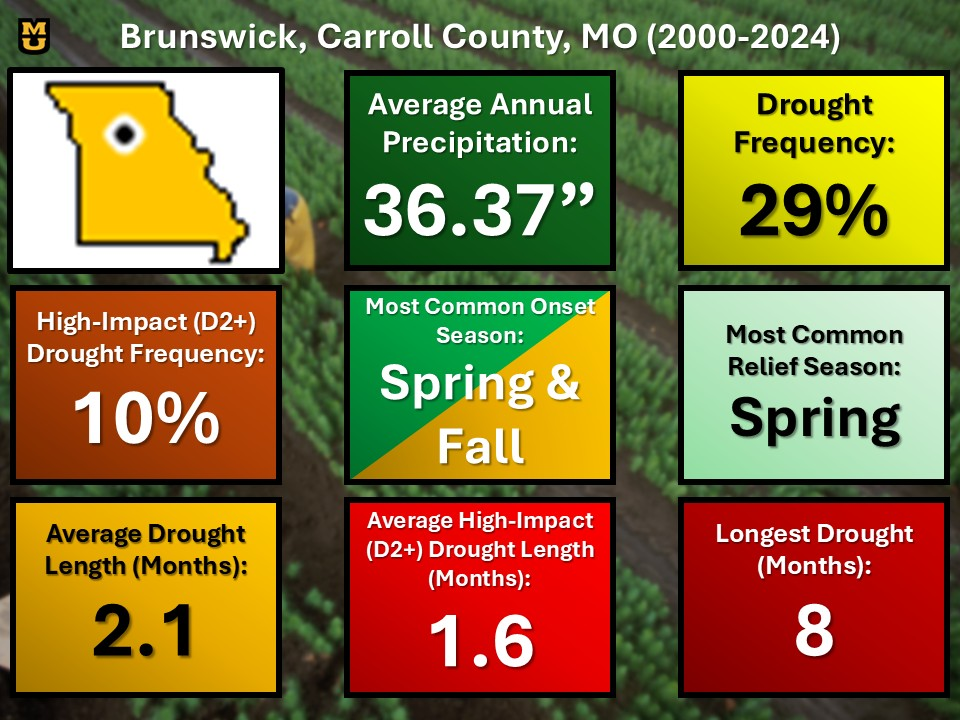 MU
Brunswick, Carroll County, MO (2000-2024)
Average Annual
Precipitation:
36.37”
Drought
Frequency:
29%
High-Impact (D2+)
Drought Frequency:
10%
Most Common Onset
Season:
Spring &
Fall
Most Common
Relief Season:
Spring
Average Drought
Length (Months):
2.1
Average High-Impact
(D2+) Drought Length
(Months):
1.6
Longest Drought
(Months):
8